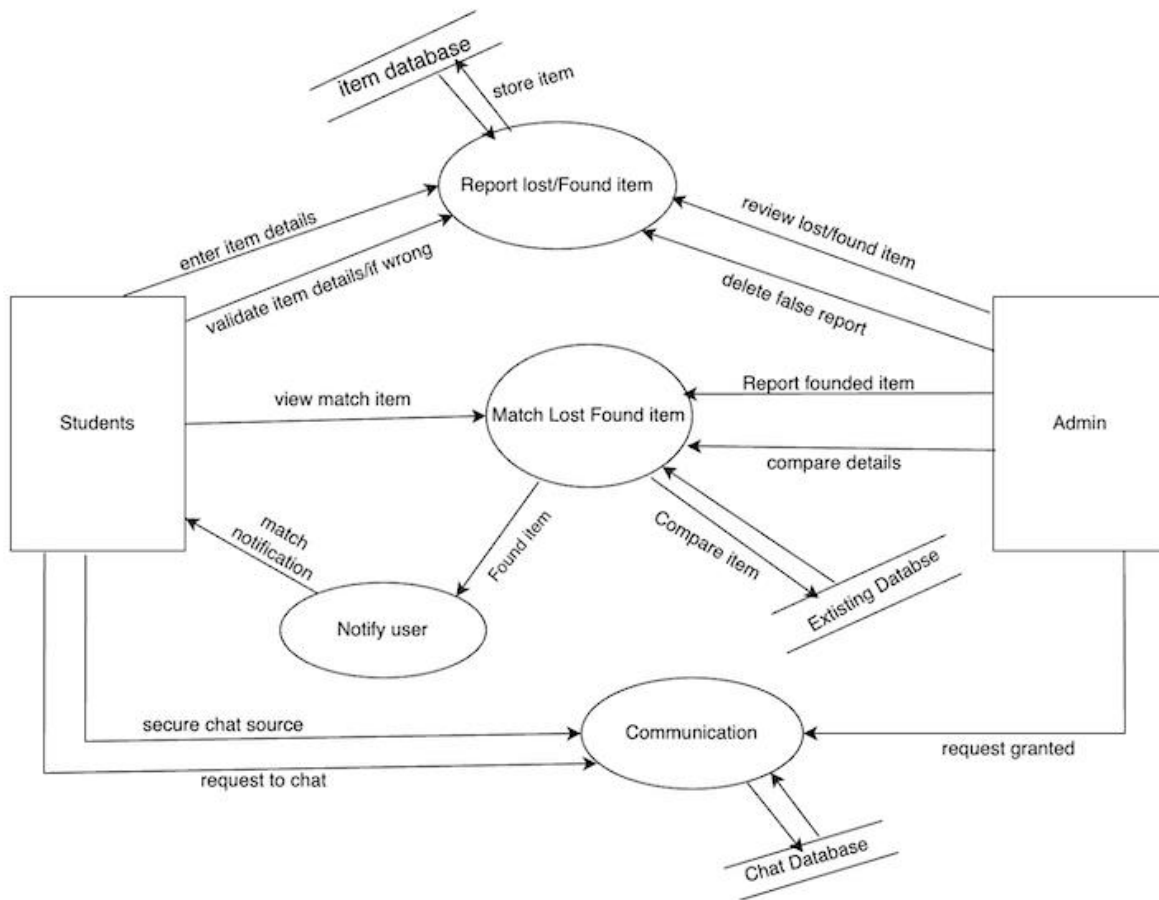 item database
store item
Report lost/Found item
enter item details
validate item details/if wrong
review lost/found item
delete false report
Students
view match item
Match Lost Found item
Report founded item
compare details
Admin
match
notification
Found item
Compare item
Extisting Databse
Notify user
secure chat source
request to chat
Communication
request granted
Chat Database